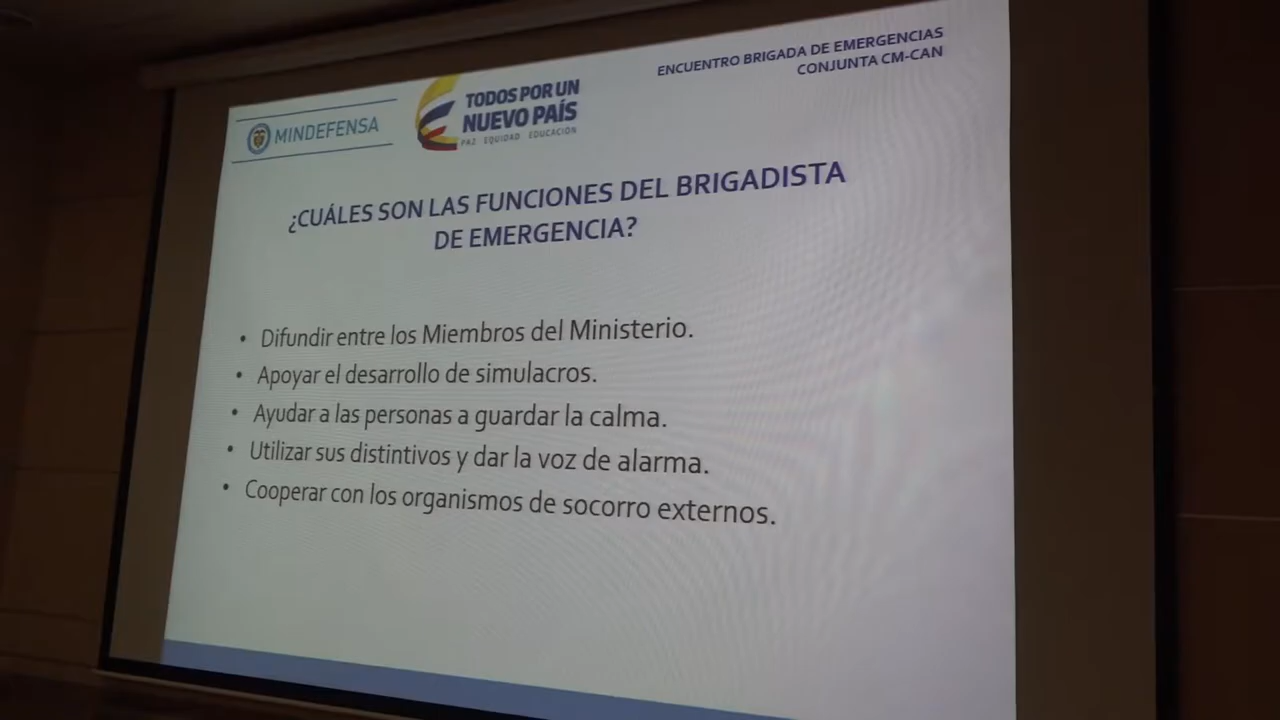 ENCUENTRO BRIGADA DE EMERGENCIAS
CONJUNTA CM-CAN
MINDEFENSA
TODOS POR UN
NUEVO PAÍS
PAZ EQUIDAD EDUCACIÓN
¿CUÁLES SON LAS FUNCIONES DEL BRIGADISTA
DE EMERGENCIA?
• Difundir entre los Miembros del Ministerio.
• Apoyar el desarrollo de simulacros.
• Ayudar a las personas a guardar la calma.
• Utilizar sus distintivos y dar la voz de alarma.
• Cooperar con los organismos de socorro externos.